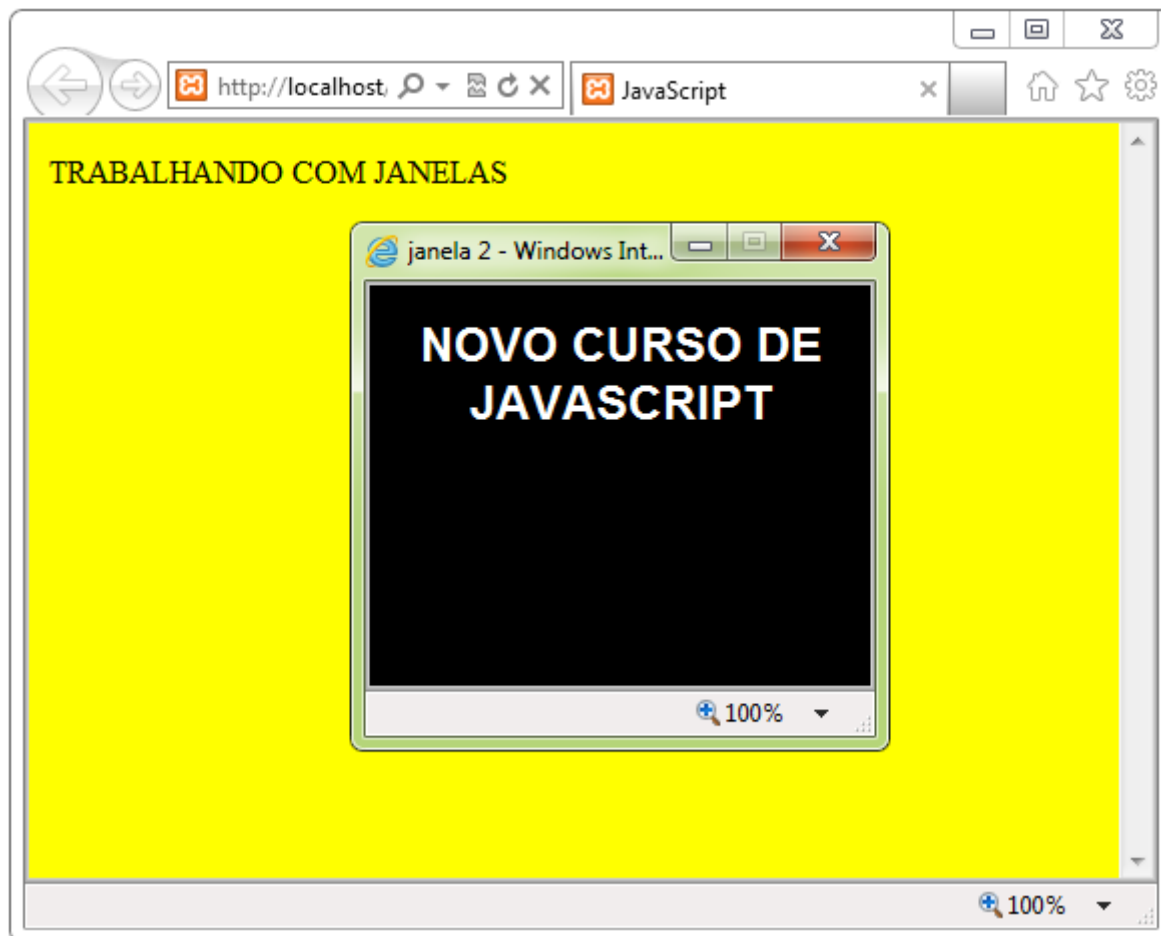 http://localhost,
JavaScript
TRABALHANDO COM JANELAS
janela 2 - Windows Int...
NOVO CURSO DE
JAVASCRIPT
100%
100%